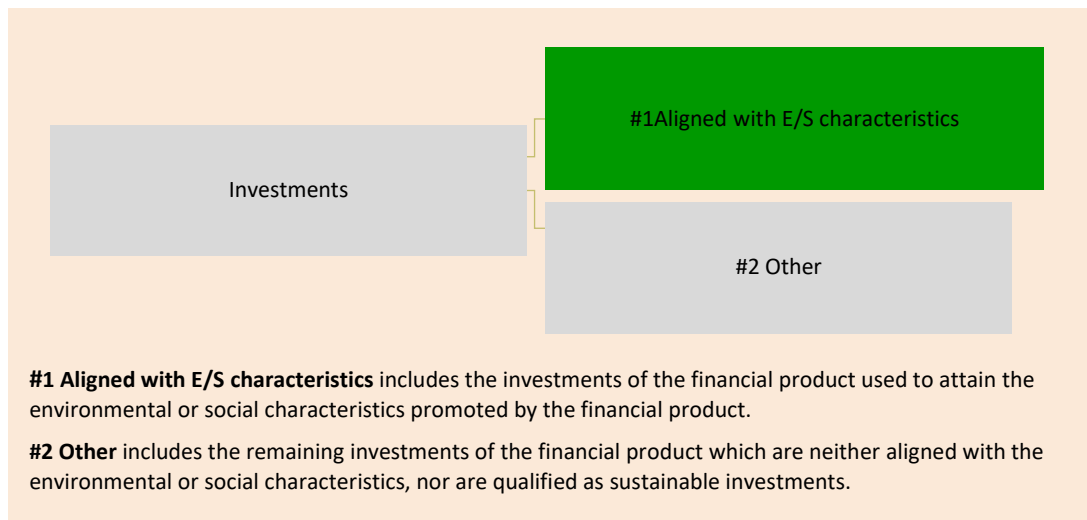 #1Aligned with E/S characteristics
Investments
#2 Other
#1 Aligned with E/S characteristics includes the investments of the financial product used to attain the
environmental or social characteristics promoted by the financial product.
#2 Other includes the remaining investments of the financial product which are neither aligned with the
environmental or social characteristics, nor are qualified as sustainable investments.